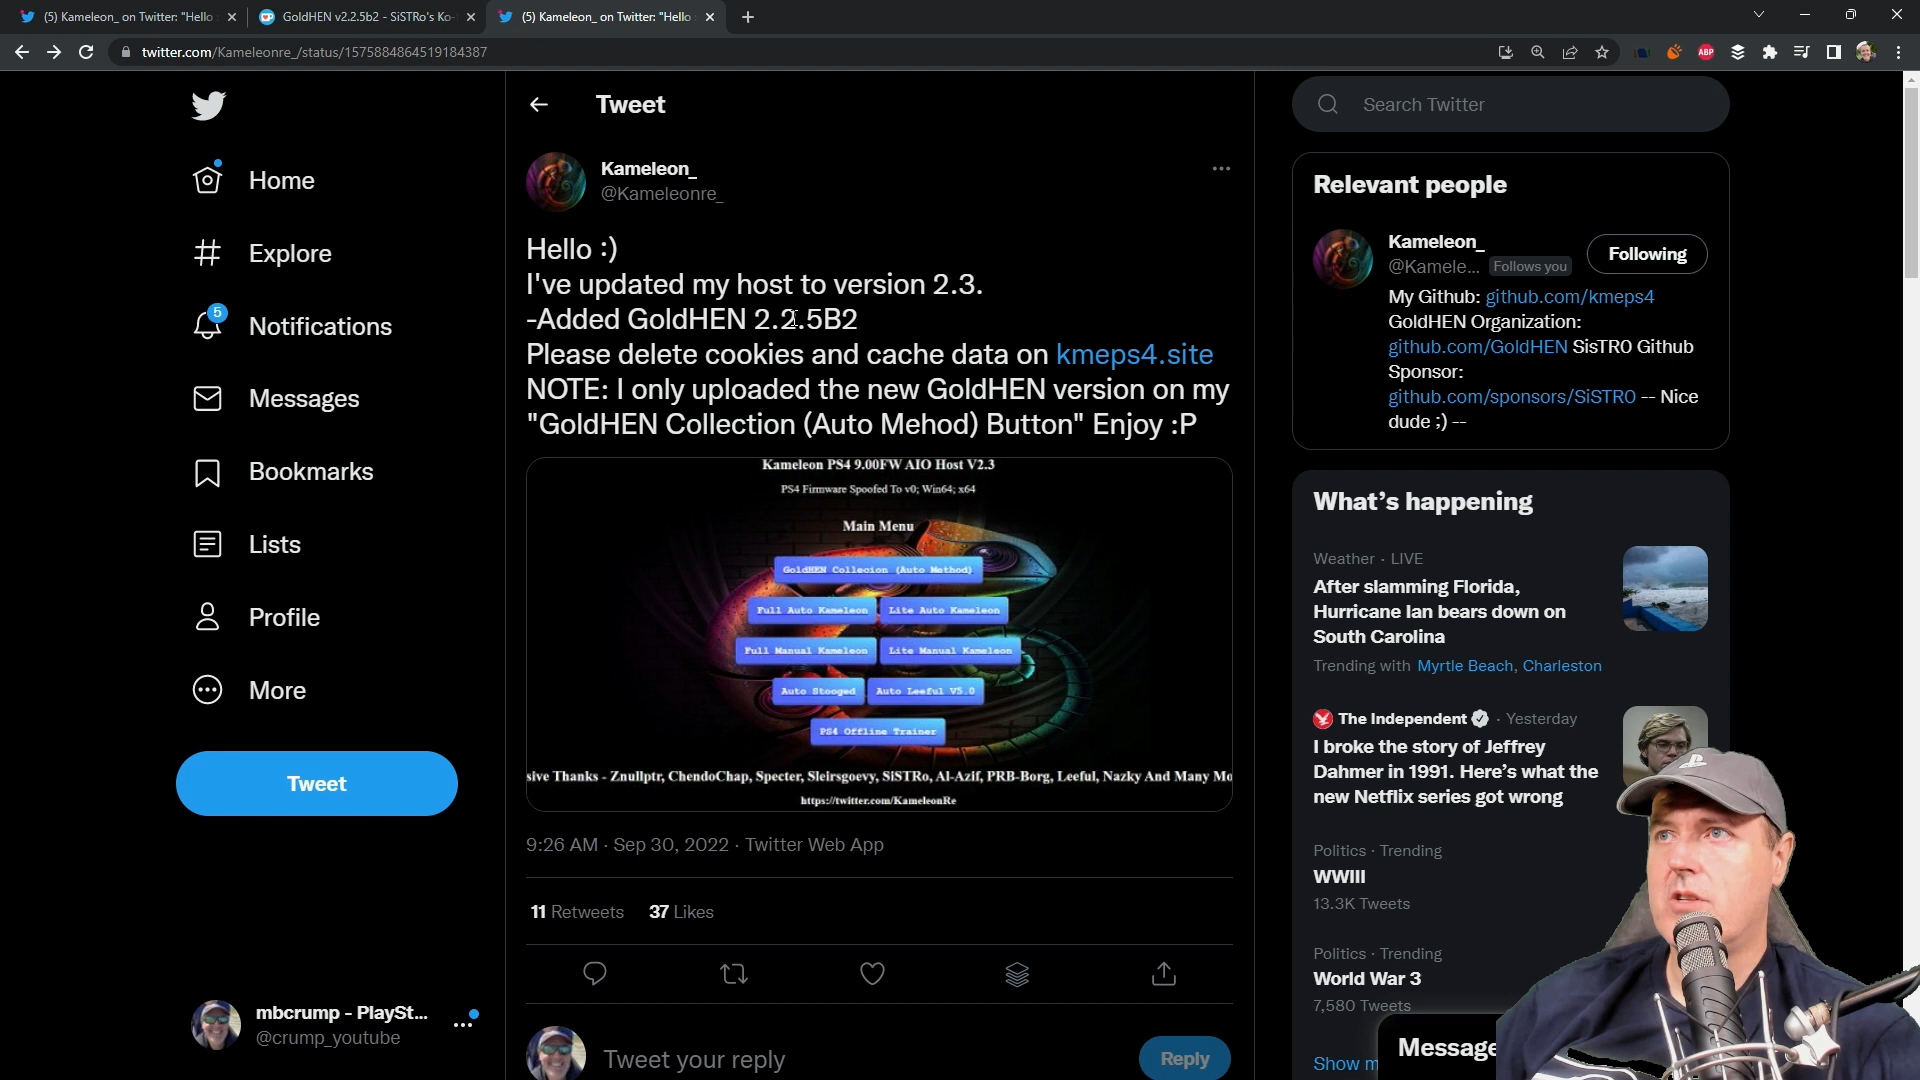 (5) Kameleon_ on Twitter: "Hello
GoldHEN v2.2.5b2 - SiSTRo's Ko-
(5) Kameleon_ on Twitter: "Hello
twitter.com/Kameleonre_/status/1575884864519184387
ABP
Home
Explore
5
Notifications
Messages
Bookmarks
Lists
Profile
More
Tweet
mbcrump - PlaySt...
@crump_youtube
Tweet
Kameleon_
@Kameleonre_
Hello :)
I've updated my host to version 2.3.
-Added GoldHEN 2.2.5B2
Please delete cookies and cache data on kmeps4.site
NOTE: I only uploaded the new GoldHEN version on my
"GoldHEN Collection (Auto Mehod) Button" Enjoy :P
Kameleon PS4 9.00FW AIO Host V2.3
PS4 Firmware Spoofed To v0; Win64; x64
Main Menu
GoldHEN Collecion (Auto Method)
Full Auto Kameleon
Lite Auto Kameleon
Full Manual Kameleon
Lite Manual Kameleon
Auto Stooged
Auto Leeful V5.0
PS4 Offline Trainer
sive Thanks - Znullptr, ChendoChap, Specter, Sleirsgoevy, SiSTRo, Al-Azif, PRB-Borg, Leeful, Nazky And Many Mo
https://twitter.com/KameleonRe
9:26 AM · Sep 30, 2022 · Twitter Web App
11 Retweets 37 Likes
Tweet your reply
Reply
Search Twitter
Relevant people
Kameleon_
@Kamele... Follows you
Following
My Github: github.com/kmeps4
GoldHEN Organization:
github.com/GoldHEN SisTR0 Github
Sponsor:
github.com/sponsors/SiSTR0 -- Nice
dude ;) --
What's happening
Weather · LIVE
After slamming Florida,
Hurricane Ian bears down on
South Carolina
Trending with Myrtle Beach, Charleston
The Independent · Yesterday
I broke the story of Jeffrey
Dahmer in 1991. Here's what the
new Netflix series got wrong
Politics · Trending
WWIII
13.3K Tweets
Politics · Trending
World War 3
7,580 Tweets
Show m
Message